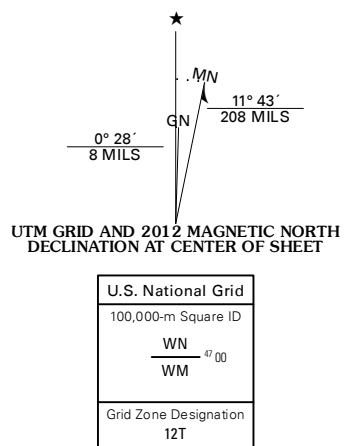 ★
MN
GN
11° 43´
208 MILS
0° 28´
8 MILS
UTM GRID AND 2012 MAGNETIC NORTH
DECLINATION AT CENTER OF SHEET
U.S. National Grid
100,000-m Square ID
WN
47 00
WM
Grid Zone Designation
12T